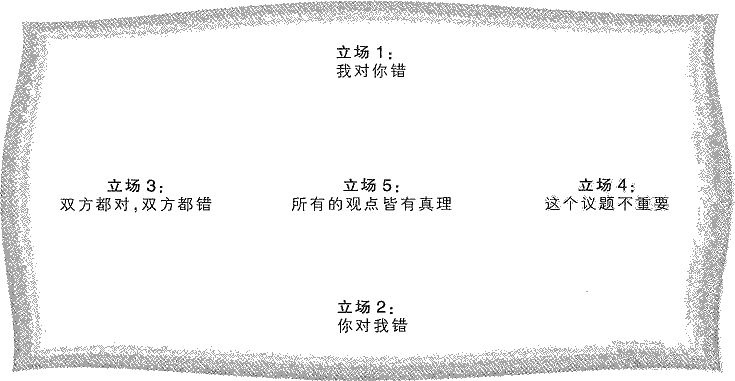 立场 1:
我对你错
立场 3:
双方都对,双方都错
立场 5:
所有的观点皆有真理
立场 4:
这个议题不重要
立场 2:
你对我错